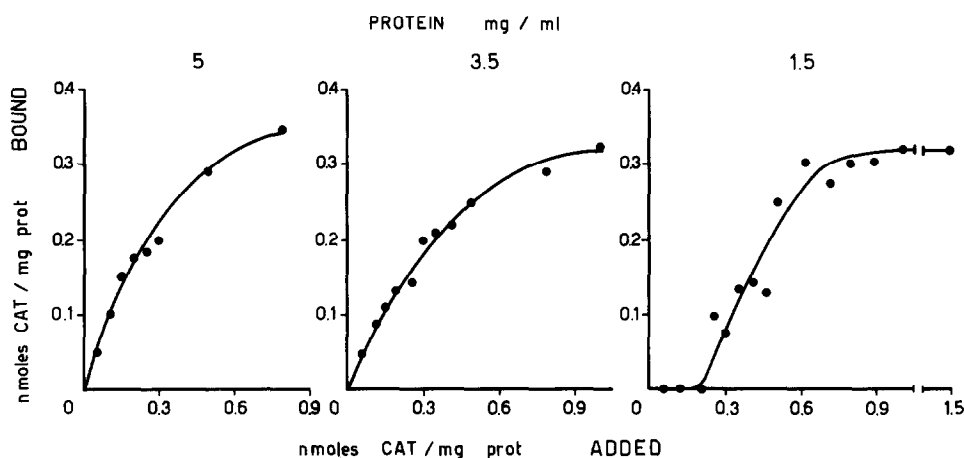 PROTEIN mg / ml
5 3.5 1.5
nmoles CAT / mg prot BOUND
0.4 0.4 0.4
0.3 0.3 0.3
0.2 0.2 0.2
0.1 0.1 0.1
0 0.3 0.6 0.9 0 0.3 0.6 0.9 0 0.3 0.6 0.9 1.5
nmoles CAT / mg prot ADDED